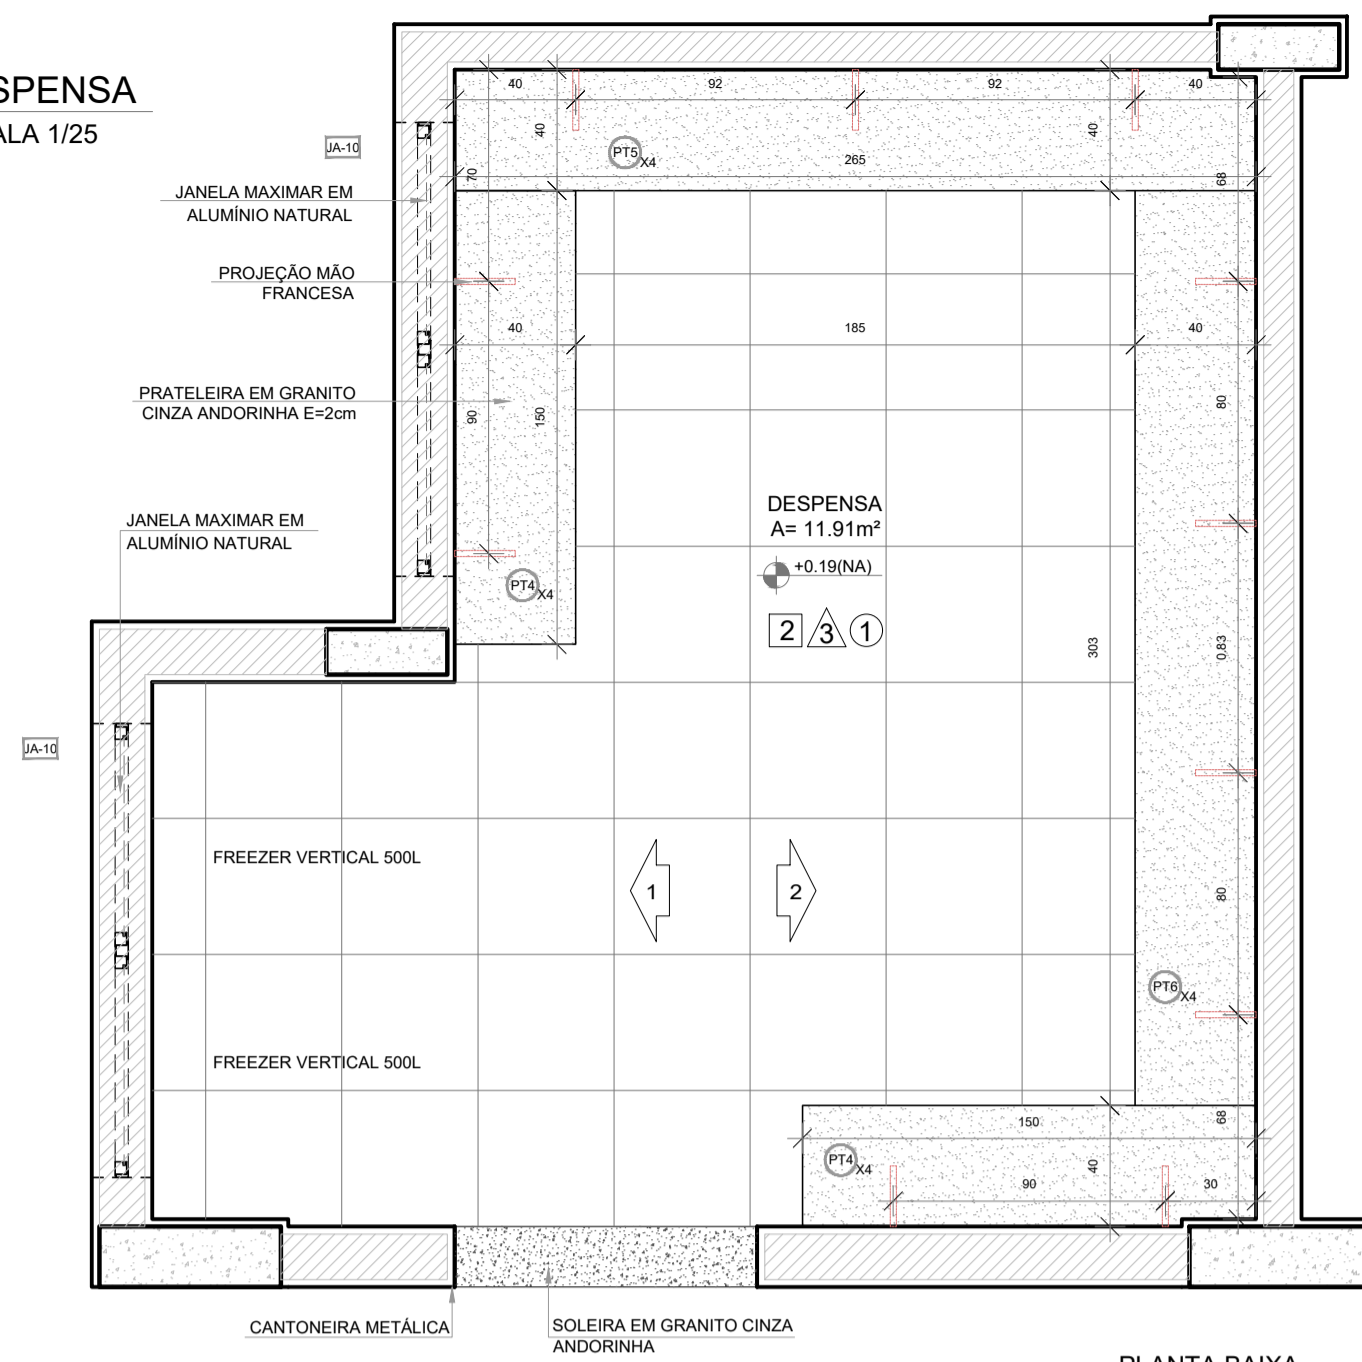 SPENSA
ALA 1/25
JA-10
JANELA MAXIMAR EM
ALUMÍNIO NATURAL
PROJEÇÃO MÃO
FRANCESA
PRATELEIRA EM GRANITO
CINZA ANDORINHA E=2cm
JANELA MAXIMAR EM
ALUMÍNIO NATURAL
JA-10
40
92
92
40
40
40
PT5 X4
265
70
68
40
185
40
90
150
80
DESPENSA
A= 11.91m²
+0.19(NA)
2 3 1
PT4 X4
303
0,83
FREEZER VERTICAL 500L
1
2
80
PT6 X4
FREEZER VERTICAL 500L
150
68
PT4 X4
40
90
30
CANTONEIRA METÁLICA
SOLEIRA EM GRANITO CINZA
ANDORINHA
PLANTA BAIXA